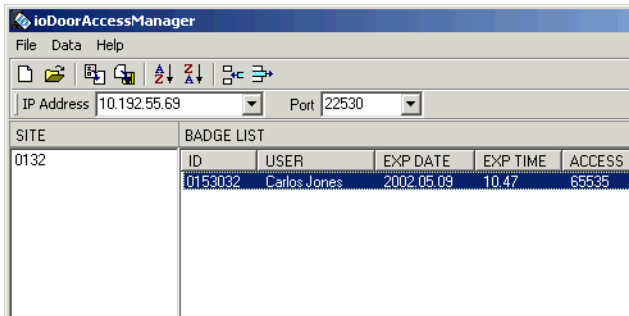 ioDoorAccessManager
File Data Help
IP Address 10.192.55.69 Port 22530
SITE BADGE LIST
0132 ID USER EXP DATE EXP TIME ACCESS
0153032 Carlos Jones 2002.05.09 10.47 65535